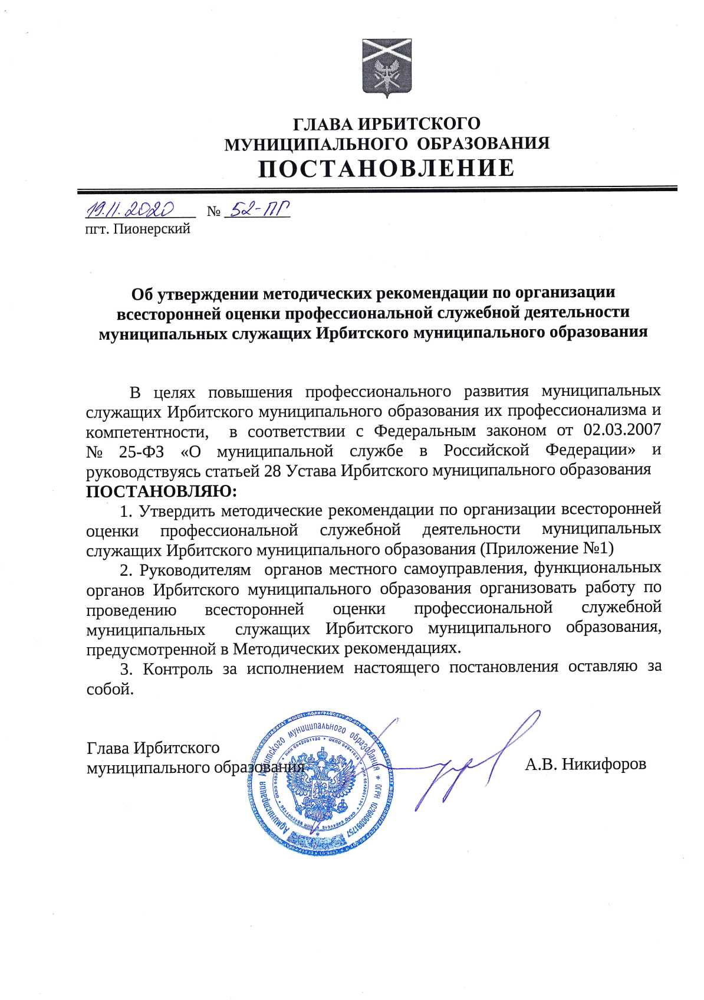 ГЛАВА ИРБИТСКОГО
МУНИЦИПАЛЬНОГО ОБРАЗОВАНИЯ
ПОСТАНОВЛЕНИЕ
19.11.2020 № 52-ПГ
пгт. Пионерский
Об утверждении методических рекомендации по организации
всесторонней оценки профессиональной служебной деятельности
муниципальных служащих Ирбитского муниципального образования
В целях повышения профессионального развития муниципальных
служащих Ирбитского муниципального образования их профессионализма и
компетентности, в соответствии с Федеральным законом от 02.03.2007
№ 25-ФЗ «О муниципальной службе в Российской Федерации» и
руководствуясь статьей 28 Устава Ирбитского муниципального образования
ПОСТАНОВЛЯЮ:
1. Утвердить методические рекомендации по организации всесторонней
оценки профессиональной служебной деятельности муниципальных
служащих Ирбитского муниципального образования (Приложение №1)
2. Руководителям органов местного самоуправления, функциональных
органов Ирбитского муниципального образования организовать работу по
проведению всесторонней оценки профессиональной служебной
муниципальных служащих Ирбитского муниципального образования,
предусмотренной в Методических рекомендациях.
3. Контроль за исполнением настоящего постановления оставляю за
собой.
Глава Ирбитского
муниципального образования А.В. Никифоров
Администрация Ирбитского муниципального образования * ОГРН 1026600881757